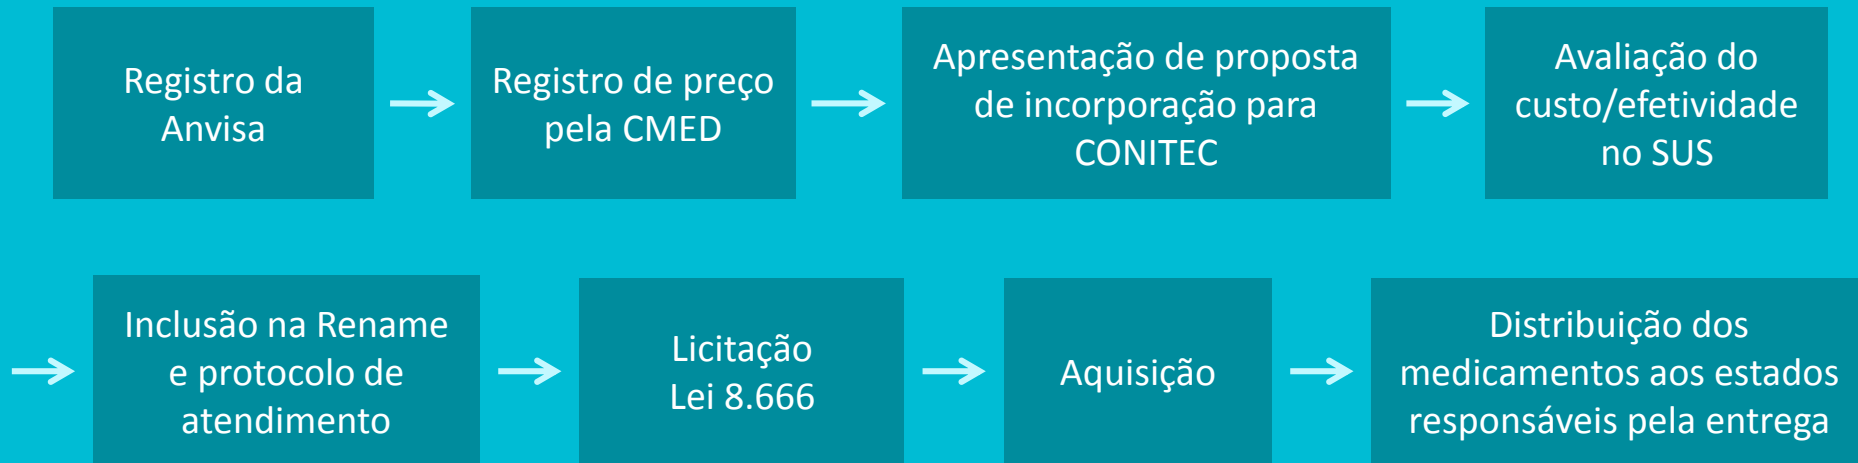 Registro da
Anvisa
Registro de preço
pela CMED
Apresentação de proposta
de incorporação para
CONITEC
Avaliação do
custo/efetividade
no SUS
Inclusão na Rename
e protocolo de
atendimento
Licitação
Lei 8.666
Aquisição
Distribuição dos
medicamentos aos estados
responsáveis pela entrega